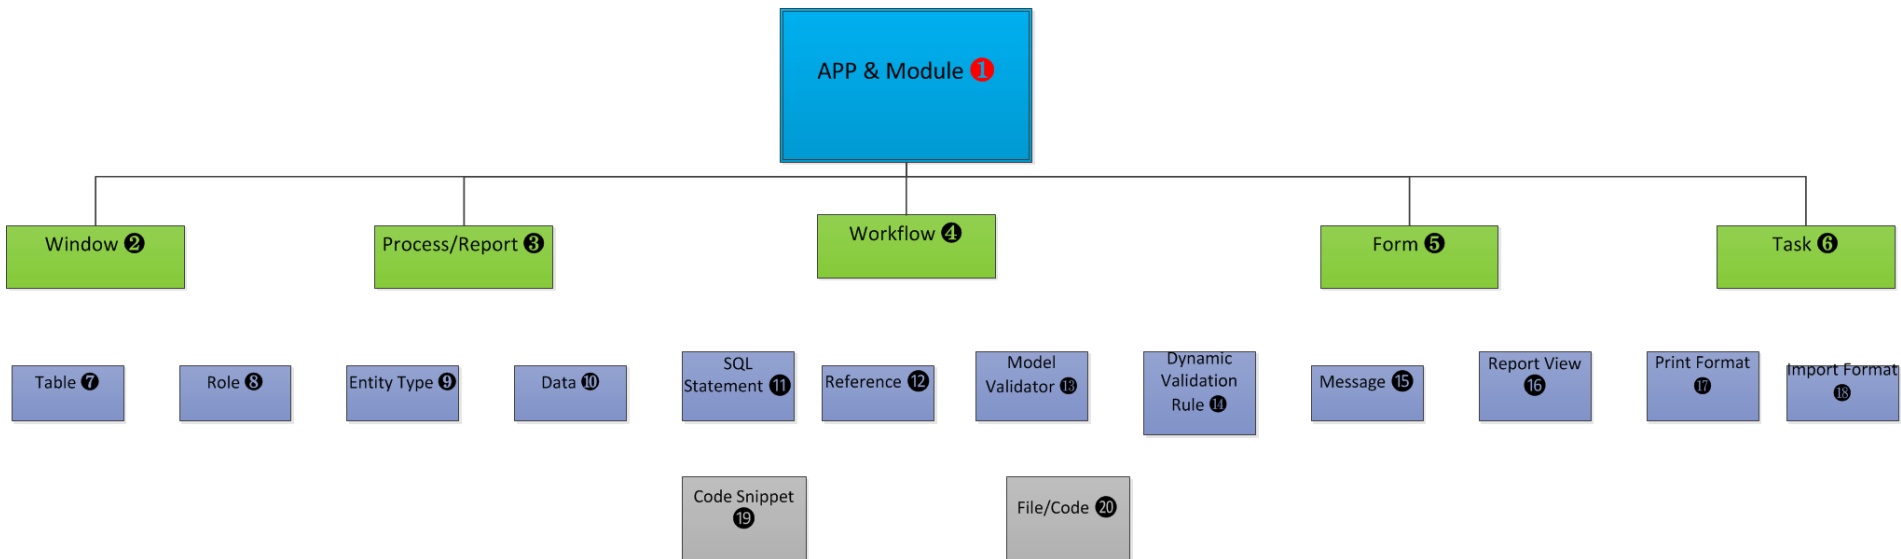 APP & Module ❶
Window ❷
Process/Report ❸
Workflow ❹
Form ❺
Task ❻
Table ❼
Role ❽
Entity Type ❾
Data ❿
SQL
Statement ⓫
Reference ⓬
Model
Validator ⓭
Dynamic
Validation
Rule ⓮
Message ⓯
Report View
⓰
Print Format
⓱
Import Format
⓲
Code Snippet
⓳
File/Code ⓴